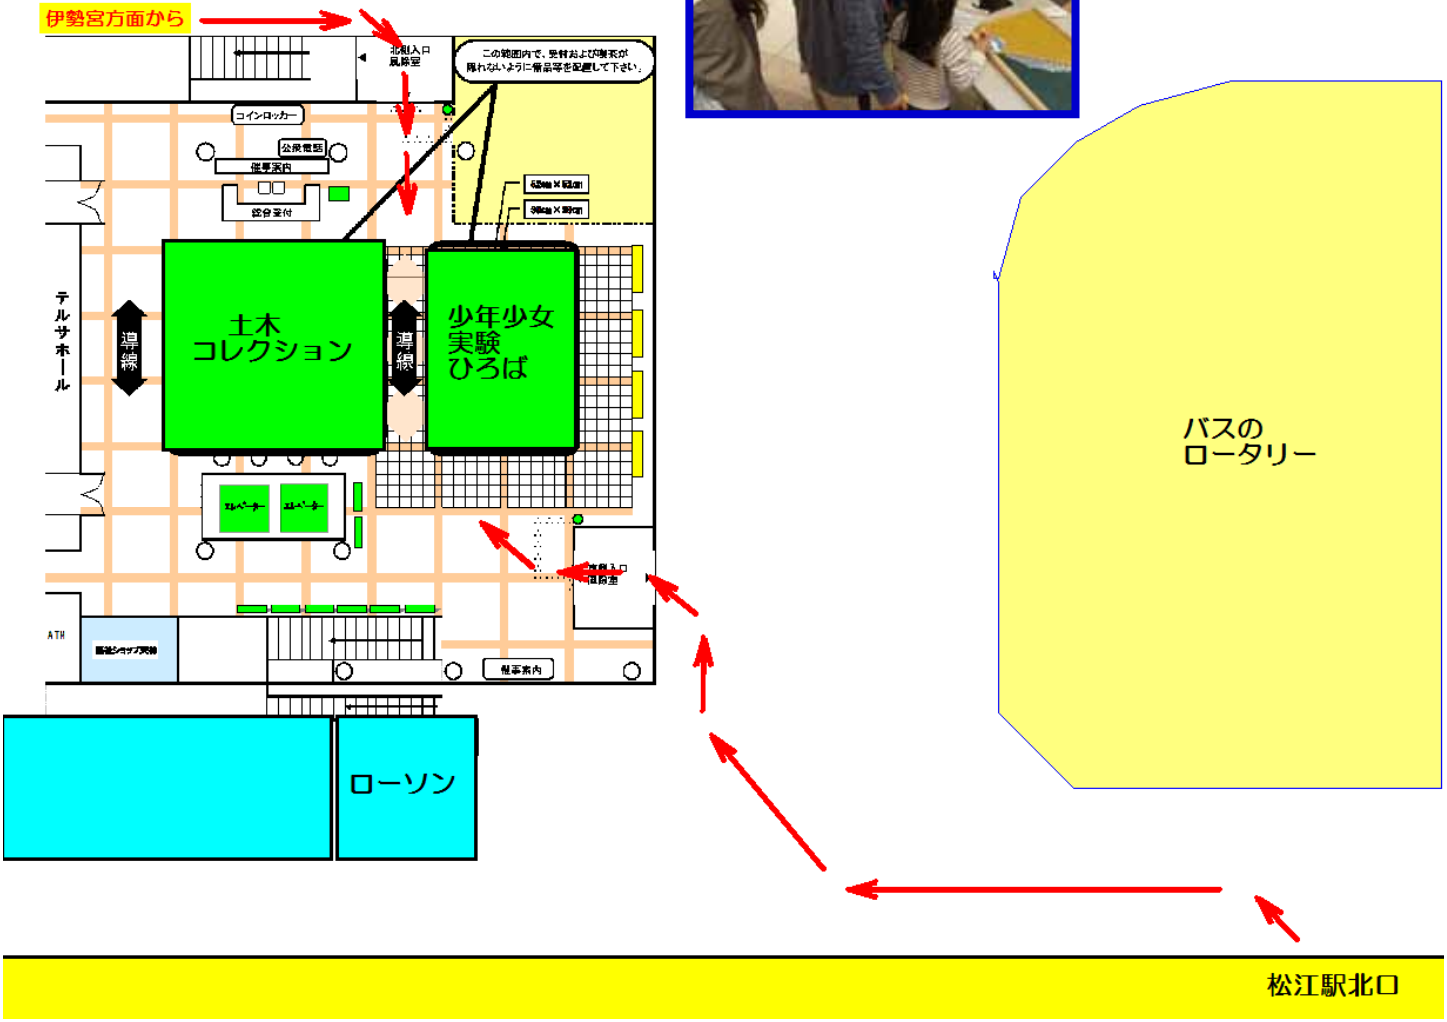 伊勢宮方面から
北側入口
風除室
この範囲内で、受付および喫茶が
隠れないように備品等を配置して下さい。
コインロッカー
公衆電話
催事案内
総合受付
テルサホール
導線
土木
コレクション
導線
少年少女
実験
ひろば
バスの
ロータリー
エレベーター
エレベーター
南側入口
風除室
催事案内
ローソン
松江駅北口